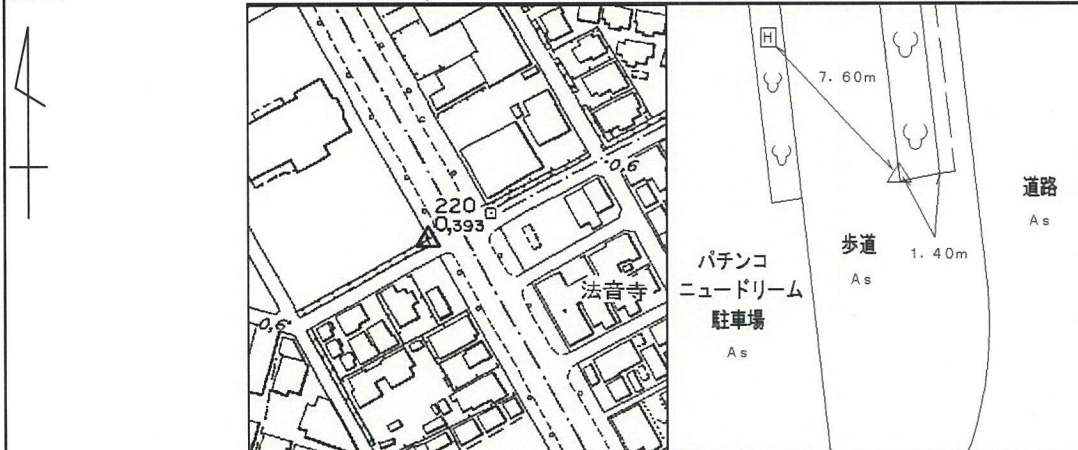 220
0,393
0,6
法音寺
0,6
H
7.60m
1.40m
道路
As
歩道
As
パチンコ
ニュードリーム
駐車場
As